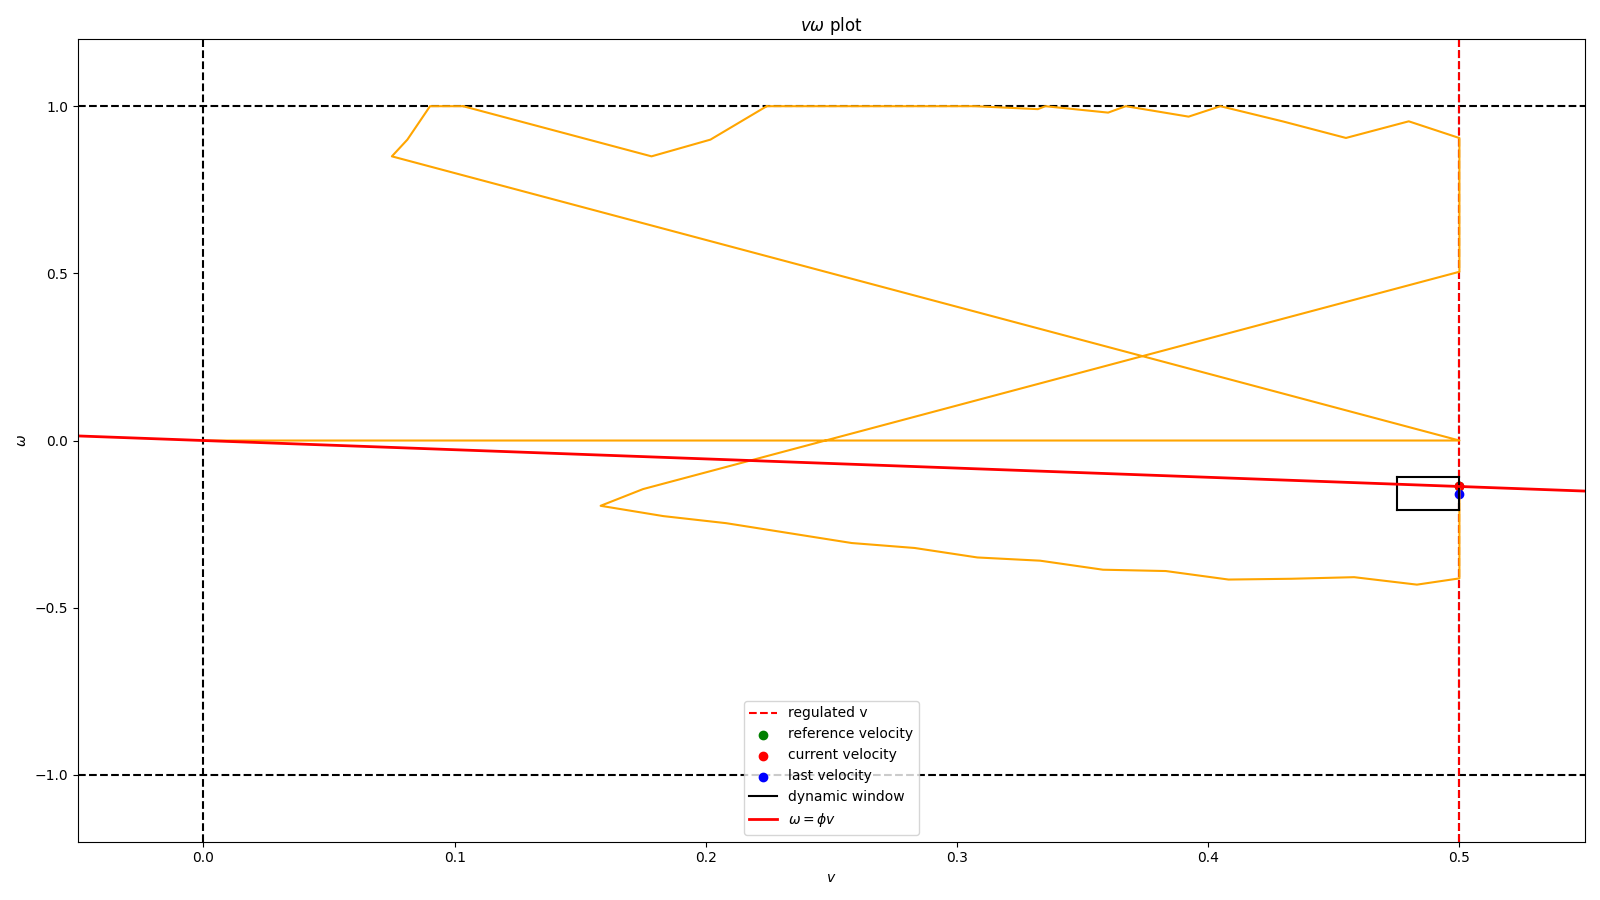 vω plot
1.0
0.5
0.0
−0.5
−1.0
ω
0.0 0.1 0.2 0.3 0.4 0.5
v
regulated v
reference velocity
current velocity
last velocity
dynamic window
ω = ϕv